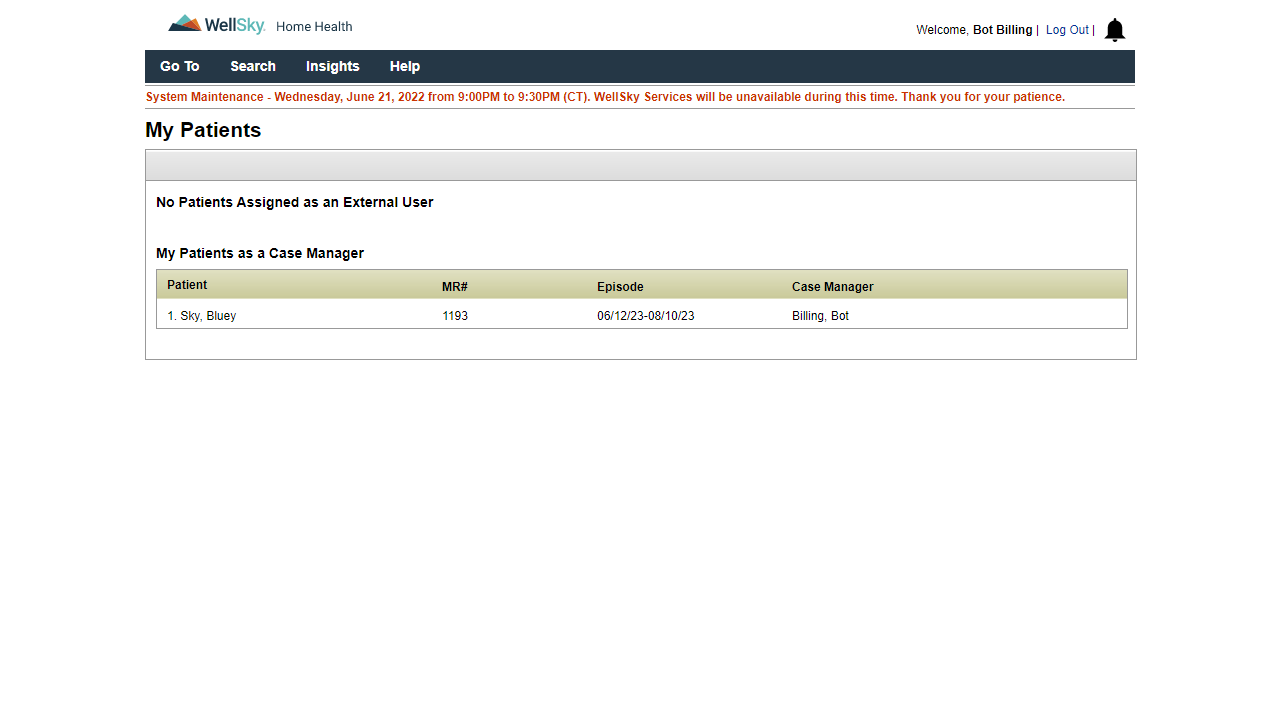 WellSky. Home Health
Welcome, Bot Billing | Log Out |
Go To Search Insights Help
System Maintenance - Wednesday, June 21, 2022 from 9:00PM to 9:30PM (CT). WellSky Services will be unavailable during this time. Thank you for your patience.
My Patients
No Patients Assigned as an External User
My Patients as a Case Manager
Patient MR# Episode Case Manager
1. Sky, Bluey 1193 06/12/23-08/10/23 Billing, Bot